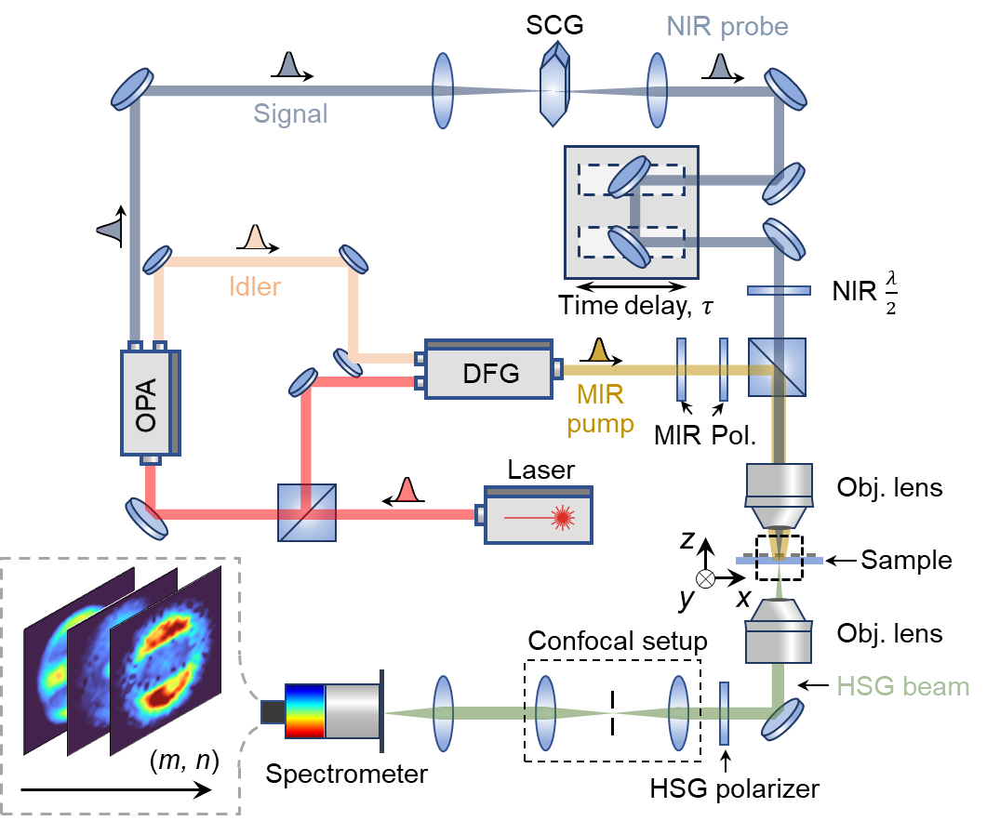 SCG
NIR probe
Signal
Idler
Time delay, τ
NIR λ/2
OPA
DFG
MIR
pump
MIR Pol.
Laser
Obj. lens
z
y
x
Sample
Obj. lens
Confocal setup
HSG beam
(m, n)
Spectrometer
HSG polarizer